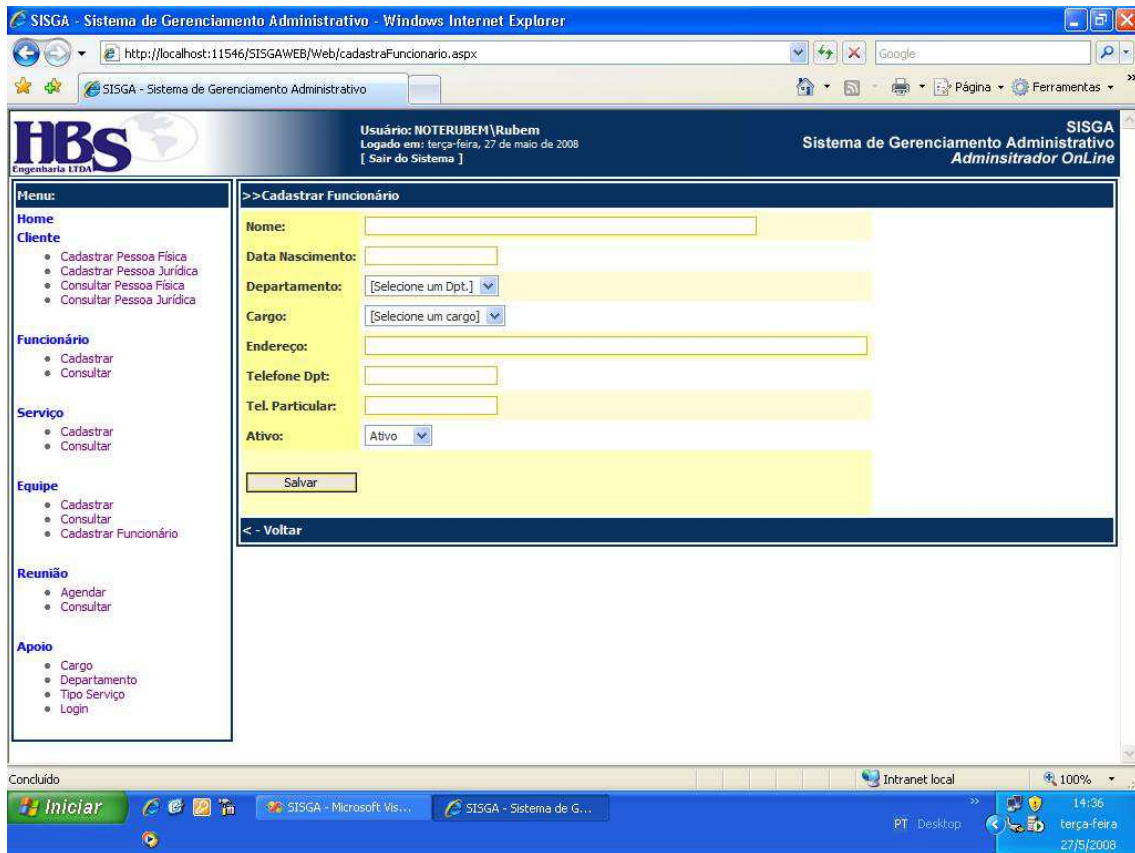 SISGA - Sistema de Gerenciamento Administrativo - Windows Internet Explorer
http://localhost:11546/SISGAWEB/Web/cadastraFuncionario.aspx
Google
SISGA - Sistema de Gerenciamento Administrativo
Página
Ferramentas
HBS
Engenharia LTDA
Usuário: NOTERUBEM\Rubem
Logado em: terça-feira, 27 de maio de 2008
[ Sair do Sistema ]
SISGA
Sistema de Gerenciamento Administrativo
Adminsitrador OnLine
Menu:
Home
Cliente
Cadastrar Pessoa Física
Cadastrar Pessoa Jurídica
Consultar Pessoa Física
Consultar Pessoa Jurídica
Funcionário
Cadastrar
Consultar
Serviço
Cadastrar
Consultar
Equipe
Cadastrar
Consultar
Cadastrar Funcionário
Reunião
Agendar
Consultar
Apoio
Cargo
Departamento
Tipo Serviço
Login
>>Cadastrar Funcionário
Nome:
Data Nascimento:
Departamento: [Selecione um Dpt.]
Cargo: [Selecione um cargo]
Endereço:
Telefone Dpt:
Tel. Particular:
Ativo: Ativo
Salvar
< - Voltar
Concluído
Intranet local
100%
Iniciar
SISGA - Microsoft Vis...
SISGA - Sistema de G...
PT Desktop
14:36
terça-feira
27/5/2008